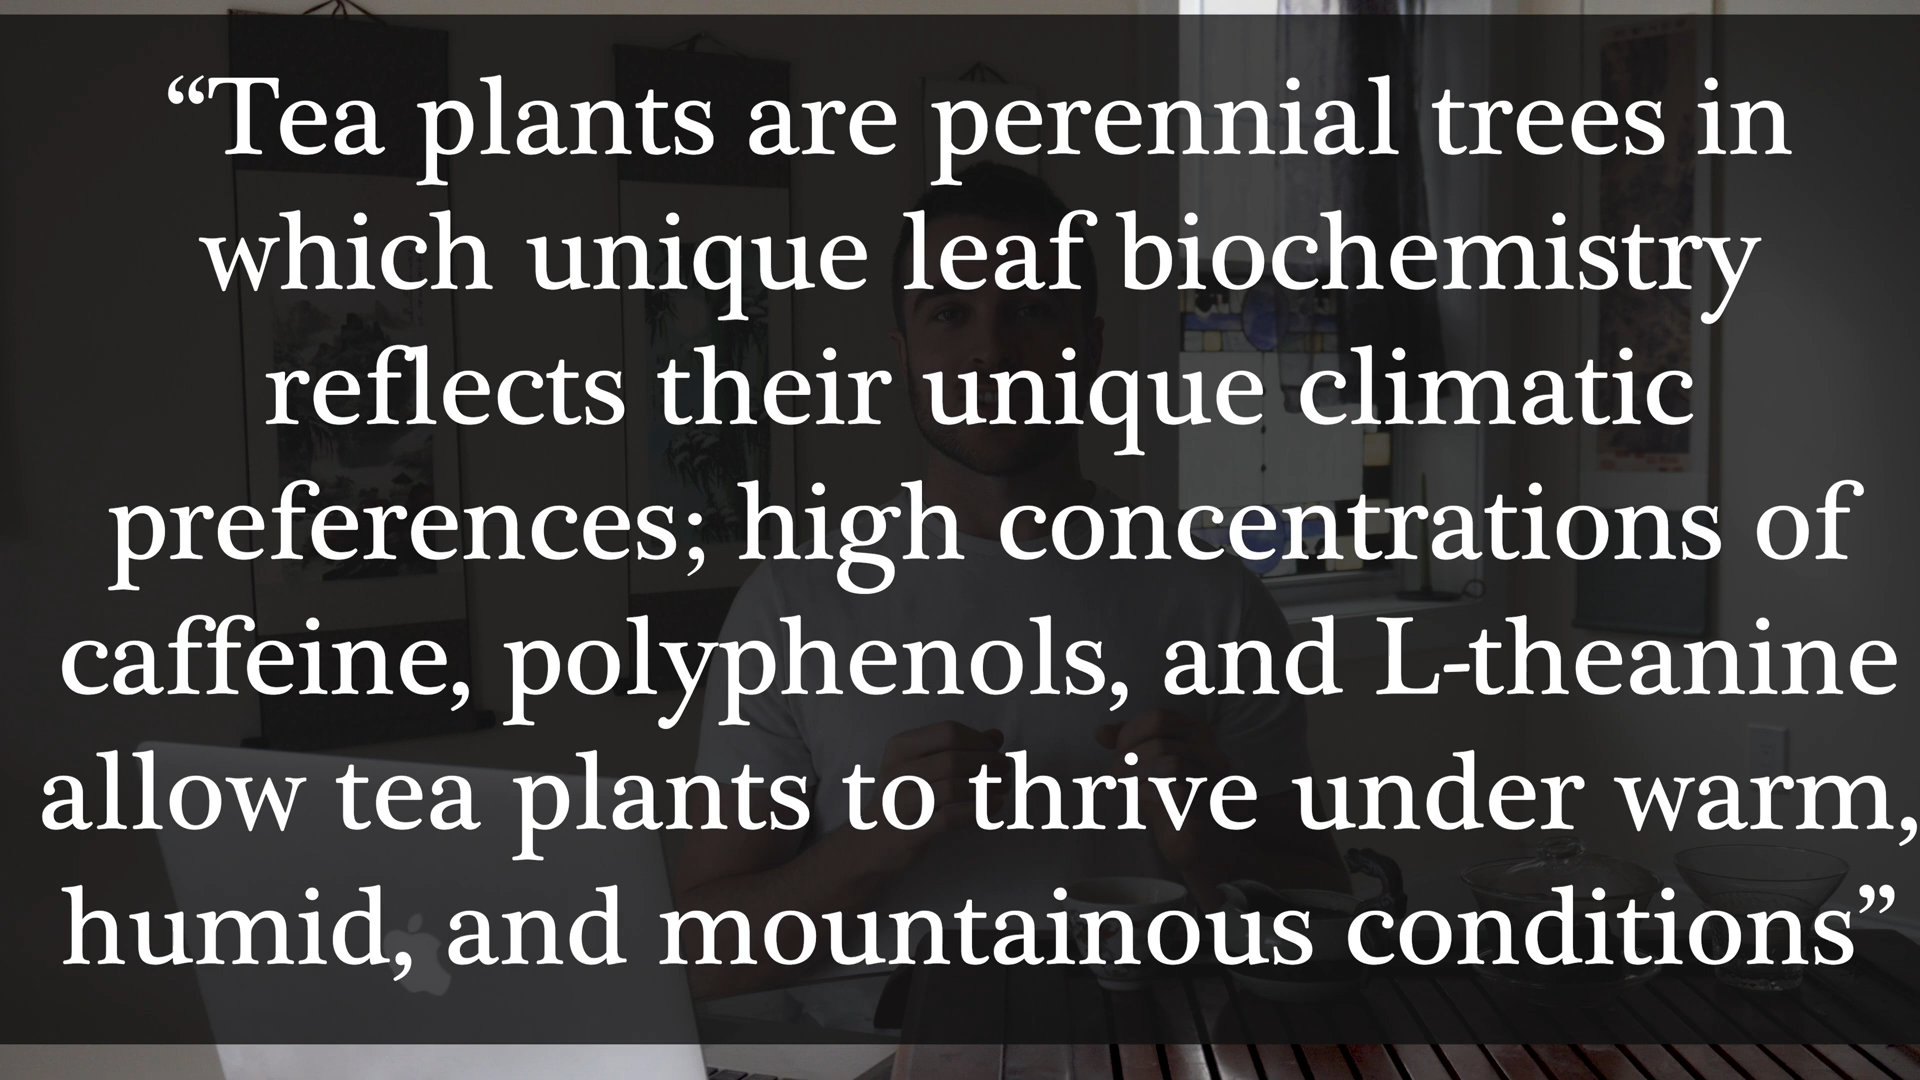 “Tea plants are perennial trees in
which unique leaf biochemistry
reflects their unique climatic
preferences; high concentrations of
caffeine, polyphenols, and L-theanine
allow tea plants to thrive under warm,
humid, and mountainous conditions”